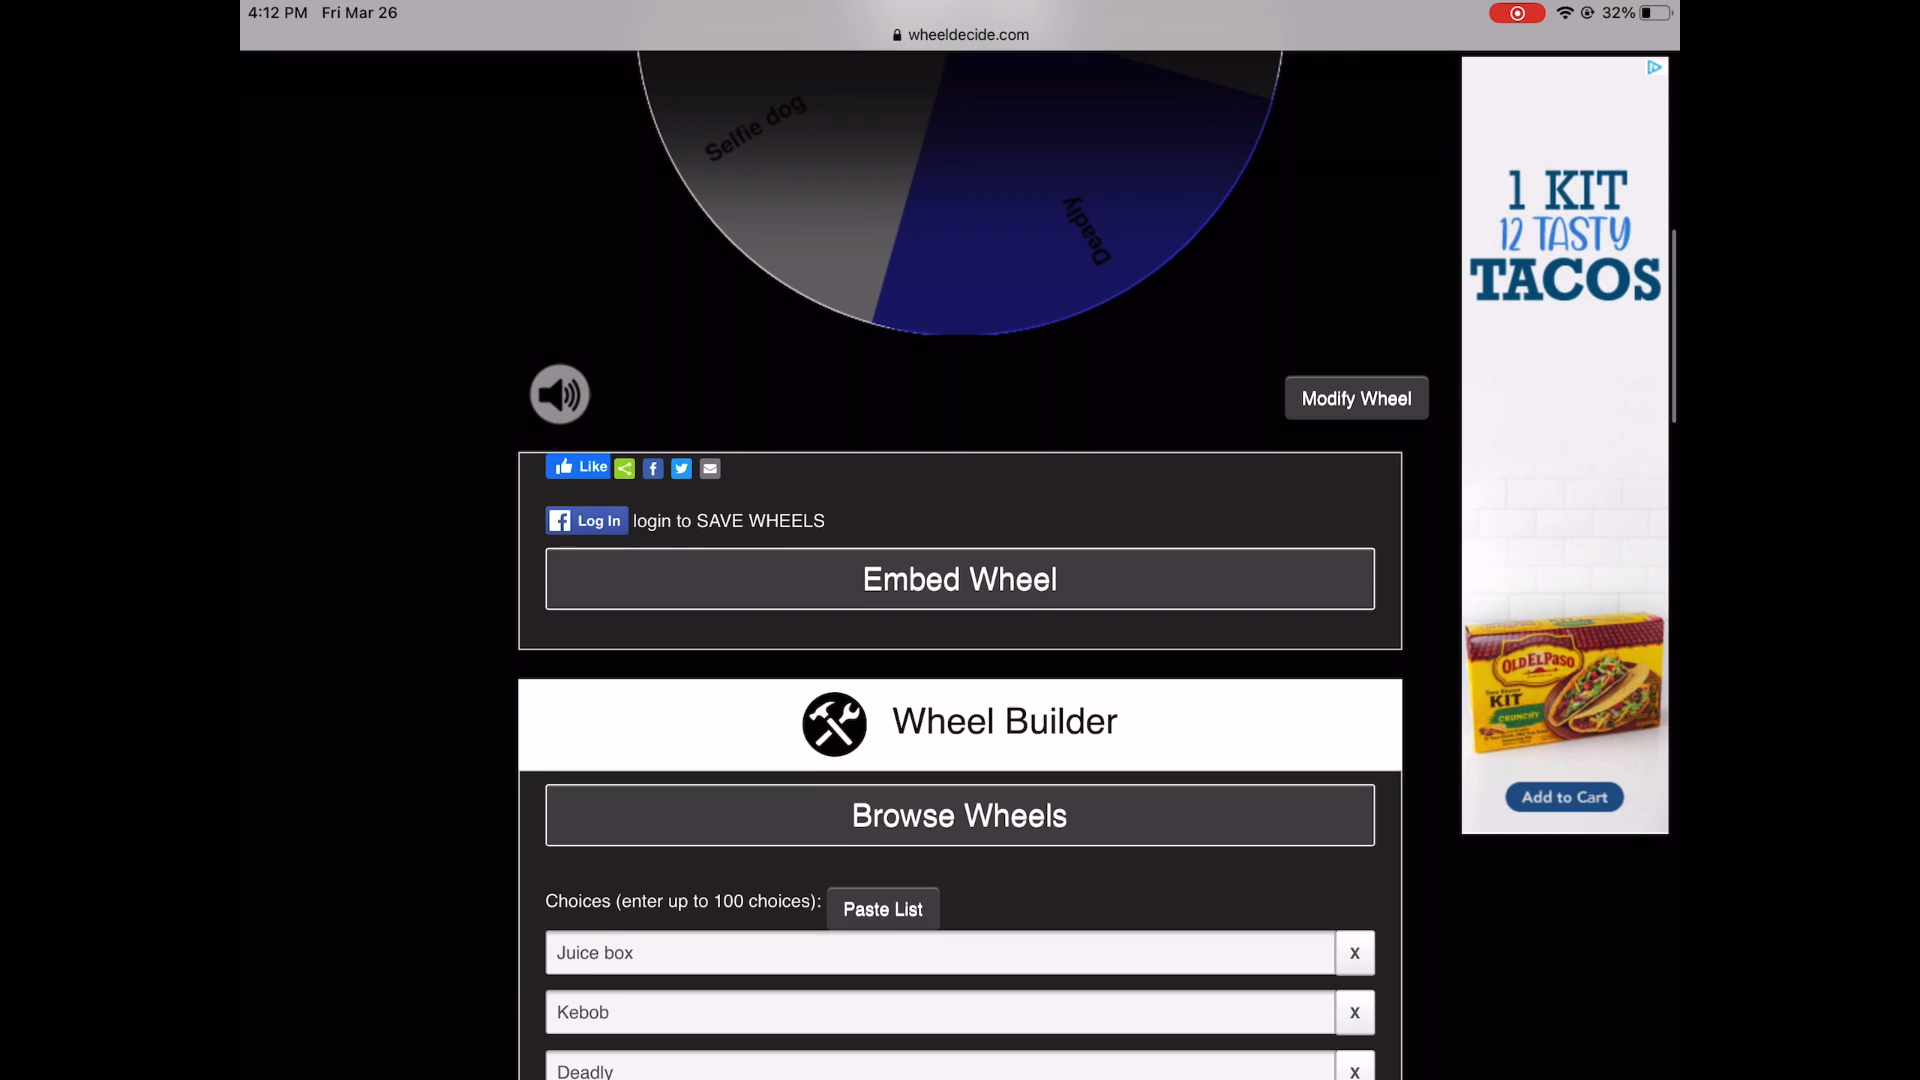 4:12 PM Fri Mar 26
32%
wheeldecide.com
Selfie dog
Deadly
1 KIT
12 TASTY
TACOS
Modify Wheel
Like
Log In login to SAVE WHEELS
Embed Wheel
OLD EL PASO
KIT
CRUNCHY
Wheel Builder
Add to Cart
Browse Wheels
Choices (enter up to 100 choices): Paste List
Juice box X
Kebob X
Deadly X